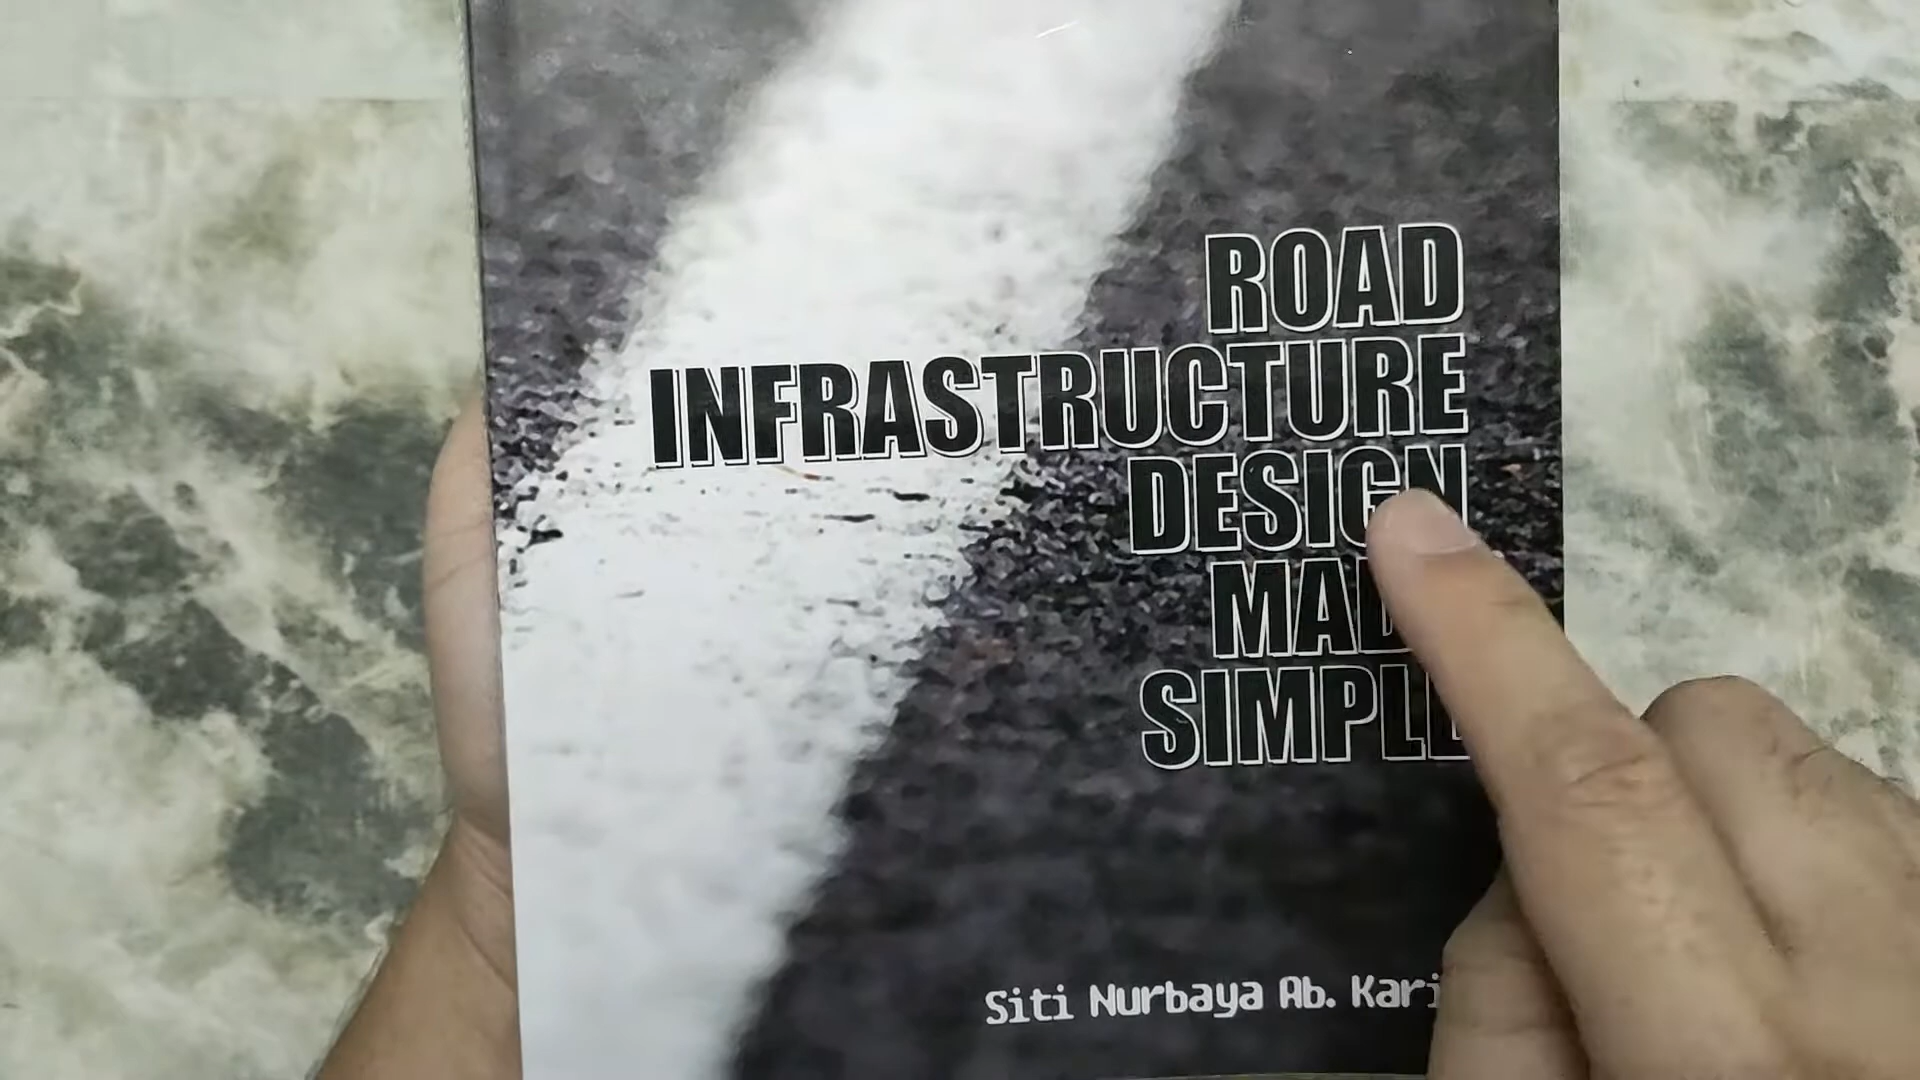 ROAD
INFRASTRUCTURE
DESIGN
MADE
SIMPLE
Siti Nurbaya Ab. Kari